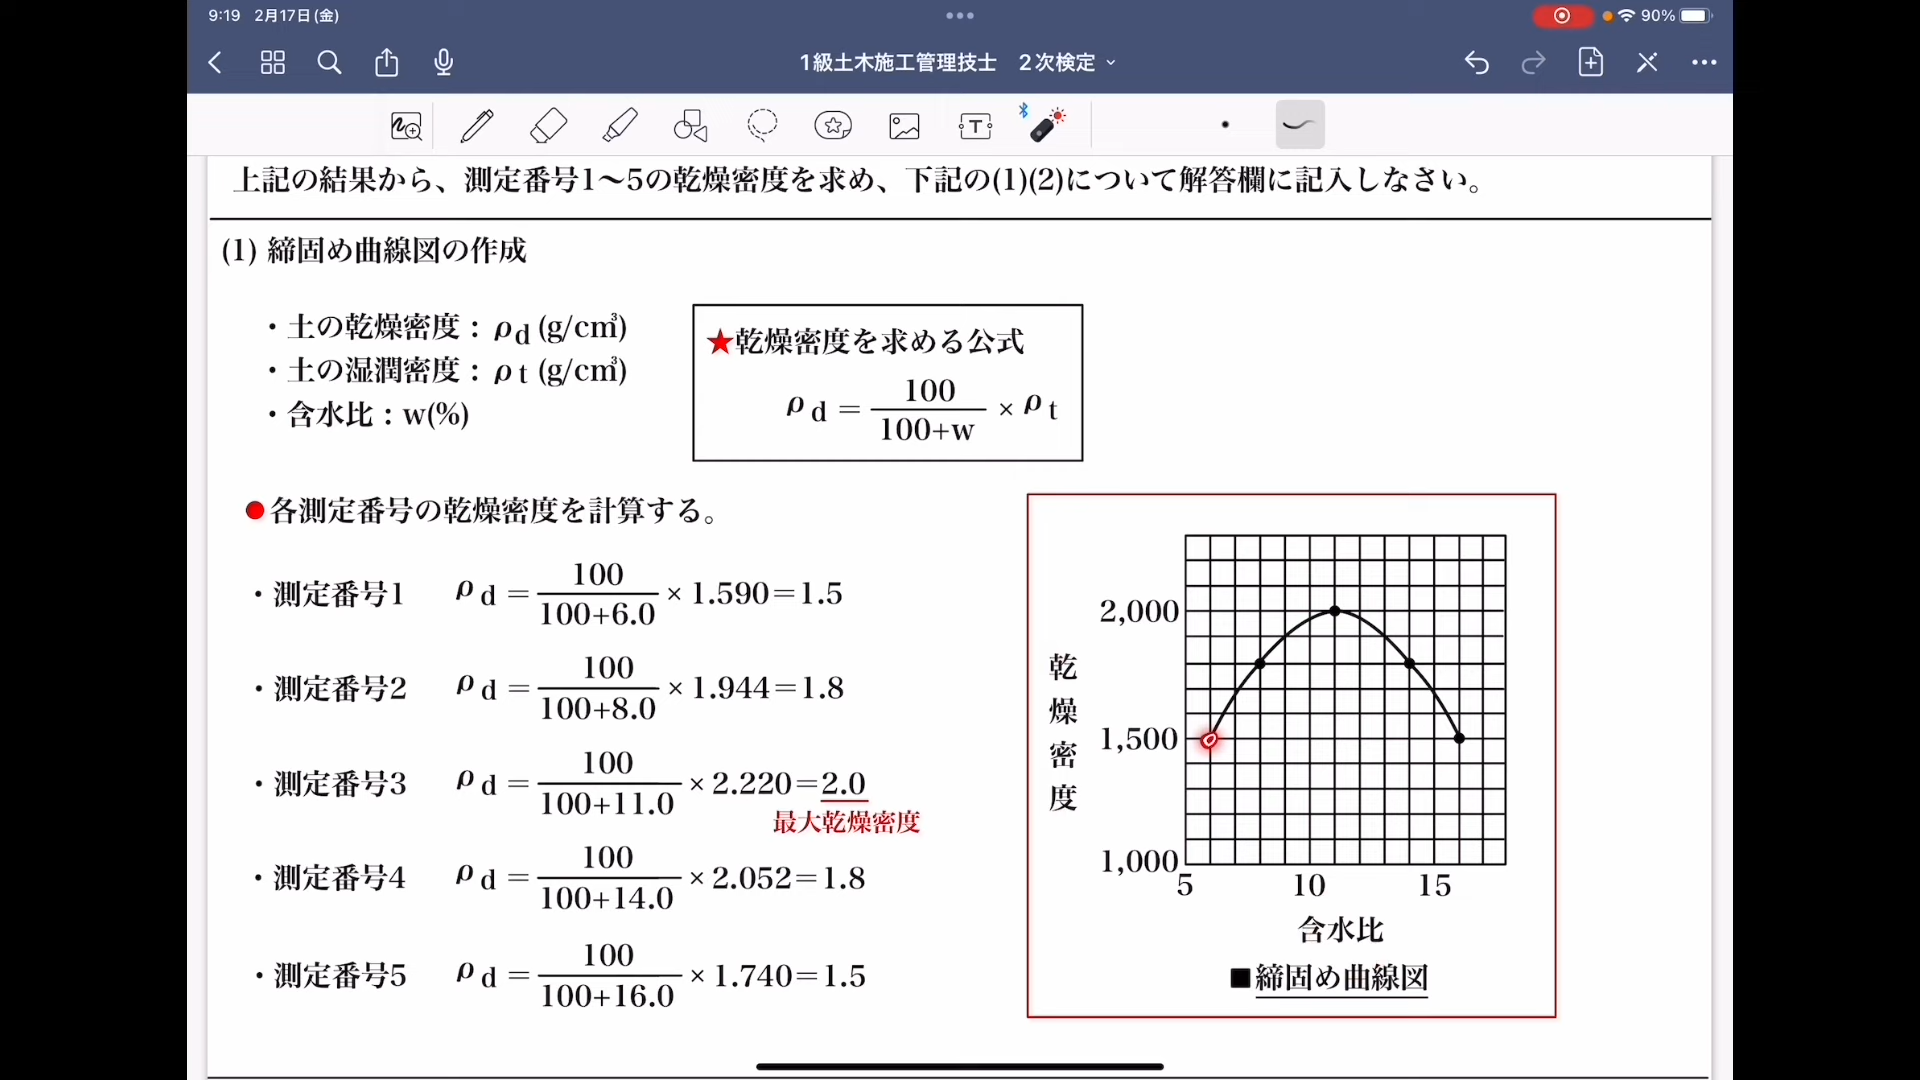 9:19 2月17日(金)
90%
1級土木施工管理技士 2次検定
上記の結果から、測定番号1〜5の乾燥密度を求め、下記の(1)(2)について解答欄に記入しなさい。
(1) 締固め曲線図の作成
・土の乾燥密度：ρd (g/cm³)
・土の湿潤密度：ρt (g/cm³)
・含水比：w(%)
★乾燥密度を求める公式
ρd = 100/100+w × ρt
●各測定番号の乾燥密度を計算する。
・測定番号1 ρd = 100/100+6.0 × 1.590＝1.5
・測定番号2 ρd = 100/100+8.0 × 1.944＝1.8
・測定番号3 ρd = 100/100+11.0 × 2.220＝2.0
最大乾燥密度
・測定番号4 ρd = 100/100+14.0 × 2.052＝1.8
・測定番号5 ρd = 100/100+16.0 × 1.740＝1.5
乾燥密度
2,000
1,500
1,000
5 10 15
含水比
■締固め曲線図